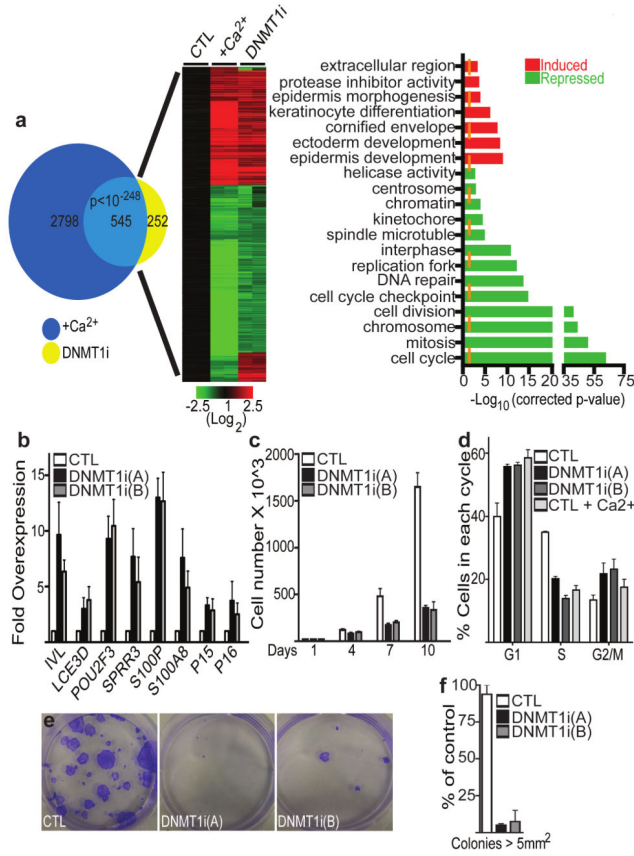 a
CTL
+Ca2+
DNMT1i
p<10-248
2798
545
252
+Ca2+
DNMT1i
-2.5 1 2.5
(Log2)
Induced
Repressed
extracellular region
protease inhibitor activity
epidermis morphogenesis
keratinocyte differentiation
cornified envelope
ectoderm development
epidermis development
helicase activity
centrosome
chromatin
kinetochore
spindle microtuble
interphase
replication fork
DNA repair
cell cycle checkpoint
cell division
chromosome
mitosis
cell cycle
0 5 10 15 20 35 55 75
-Log10 (corrected p-value)
b
CTL
DNMT1i(A)
DNMT1i(B)
Fold Overexpression
15
10
5
0
IVL
LCE3D
POU2F3
SPRR3
S100P
S100A8
P15
P16
c
CTL
DNMT1i(A)
DNMT1i(B)
Cell number X 10^3
2000
1500
1000
500
Days 1 4 7 10
d
CTL
DNMT1i(A)
DNMT1i(B)
CTL + Ca2+
% Cells in each cycle
60
40
20
G1 S G2/M
e
CTL
DNMT1i(A)
DNMT1i(B)
f
CTL
DNMT1i(A)
DNMT1i(B)
% of control
100
75
50
25
0
Colonies > 5mm2